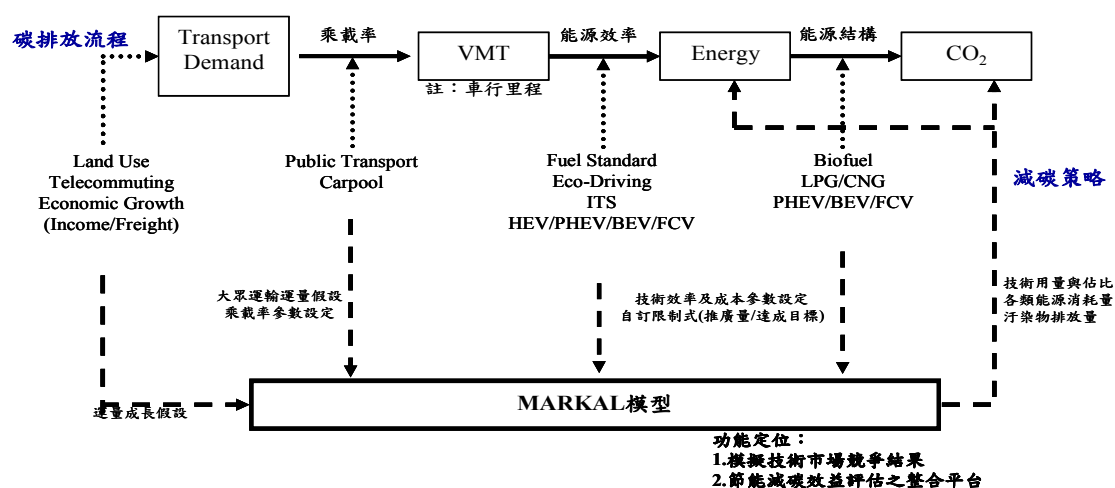 碳排放流程
Transport
Demand
乘載率
VMT
註：車行里程
能源效率
Energy
能源結構
CO₂
Land Use
Telecommuting
Economic Growth
(Income/Freight)
Public Transport
Carpool
Fuel Standard
Eco-Driving
ITS
HEV/PHEV/BEV/FCV
Biofuel
LPG/CNG
PHEV/BEV/FCV
減碳策略
大眾運輸運量假設
乘載率參數設定
技術效率及成本參數設定
自訂限制式(推廣量/達成目標)
技術用量與佔比
各類能源消耗量
汙染物排放量
運量成長假設
MARKAL模型
功能定位：
1.模擬技術市場競爭結果
2.節能減碳效益評估之整合平台